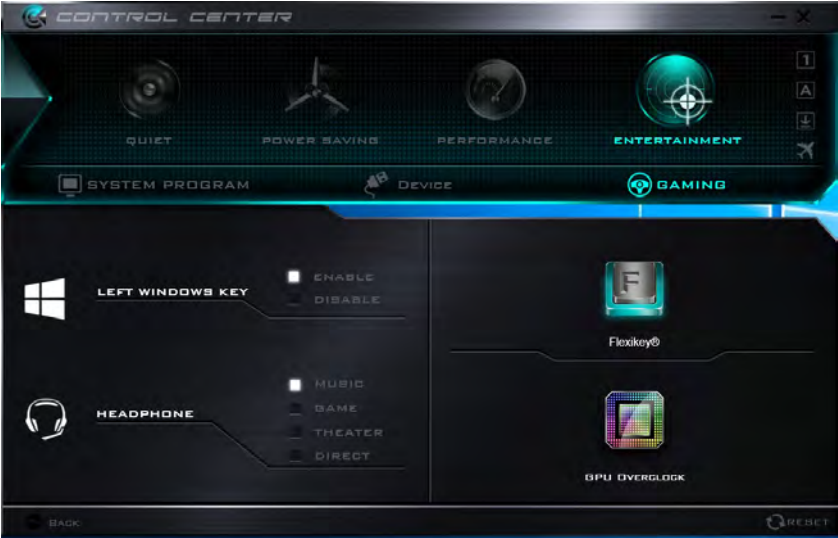 CONTROL CENTER
1
A
QUIET
POWER SAVING
PERFORMANCE
ENTERTAINMENT
SYSTEM PROGRAM
DEVICE
GAMING
LEFT WINDOWS KEY
ENABLE
DISABLE
F
Flexikey®
HEADPHONE
MUSIC
GAME
THEATER
DIRECT
GPU OVERCLOCK
BACK
RESET